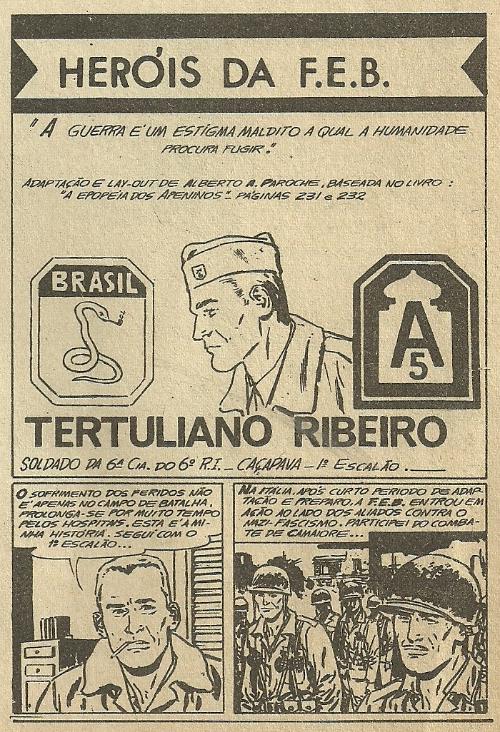 HERÓIS DA F.E.B.
"A GUERRA E' UM ESTÍGMA MALDITO A QUAL A HUMANIDADE
PROCURA FUGIR."
ADAPTAÇÃO E LAY-OUT DE ALBERTO A. PAROCHE, BASEADA NO LIVRO :
"A EPOPEIA DOS APENINOS". PÁGINAS 231 e 232
BRASIL
A
5
TERTULIANO RIBEIRO
SOLDADO DA 6ª CIA. DO 6º R.I. _ CAÇAPAVA _ 1º ESCALÃO .
O SOFRIMENTO DOS FERIDOS NÃO
E' APENAS NO CAMPO DE BATALHA,
PROLONGA-SE POR MUITO TEMPO
PELOS HOSPITAIS. ESTA E' A MI-
NHA HISTÓRIA. SEGUI COM O
1º ESCALÃO...
NA ITALIA, APÓS CURTO PERIODO DE ADAP-
TAÇÃO E PREPARO, A F.E.B. ENTROU EM
AÇÃO AO LADO DOS ALIADOS CONTRA O
NAZI-FASCISMO. PARTICIPEI DO COMBA-
TE DE CAMAIORE...